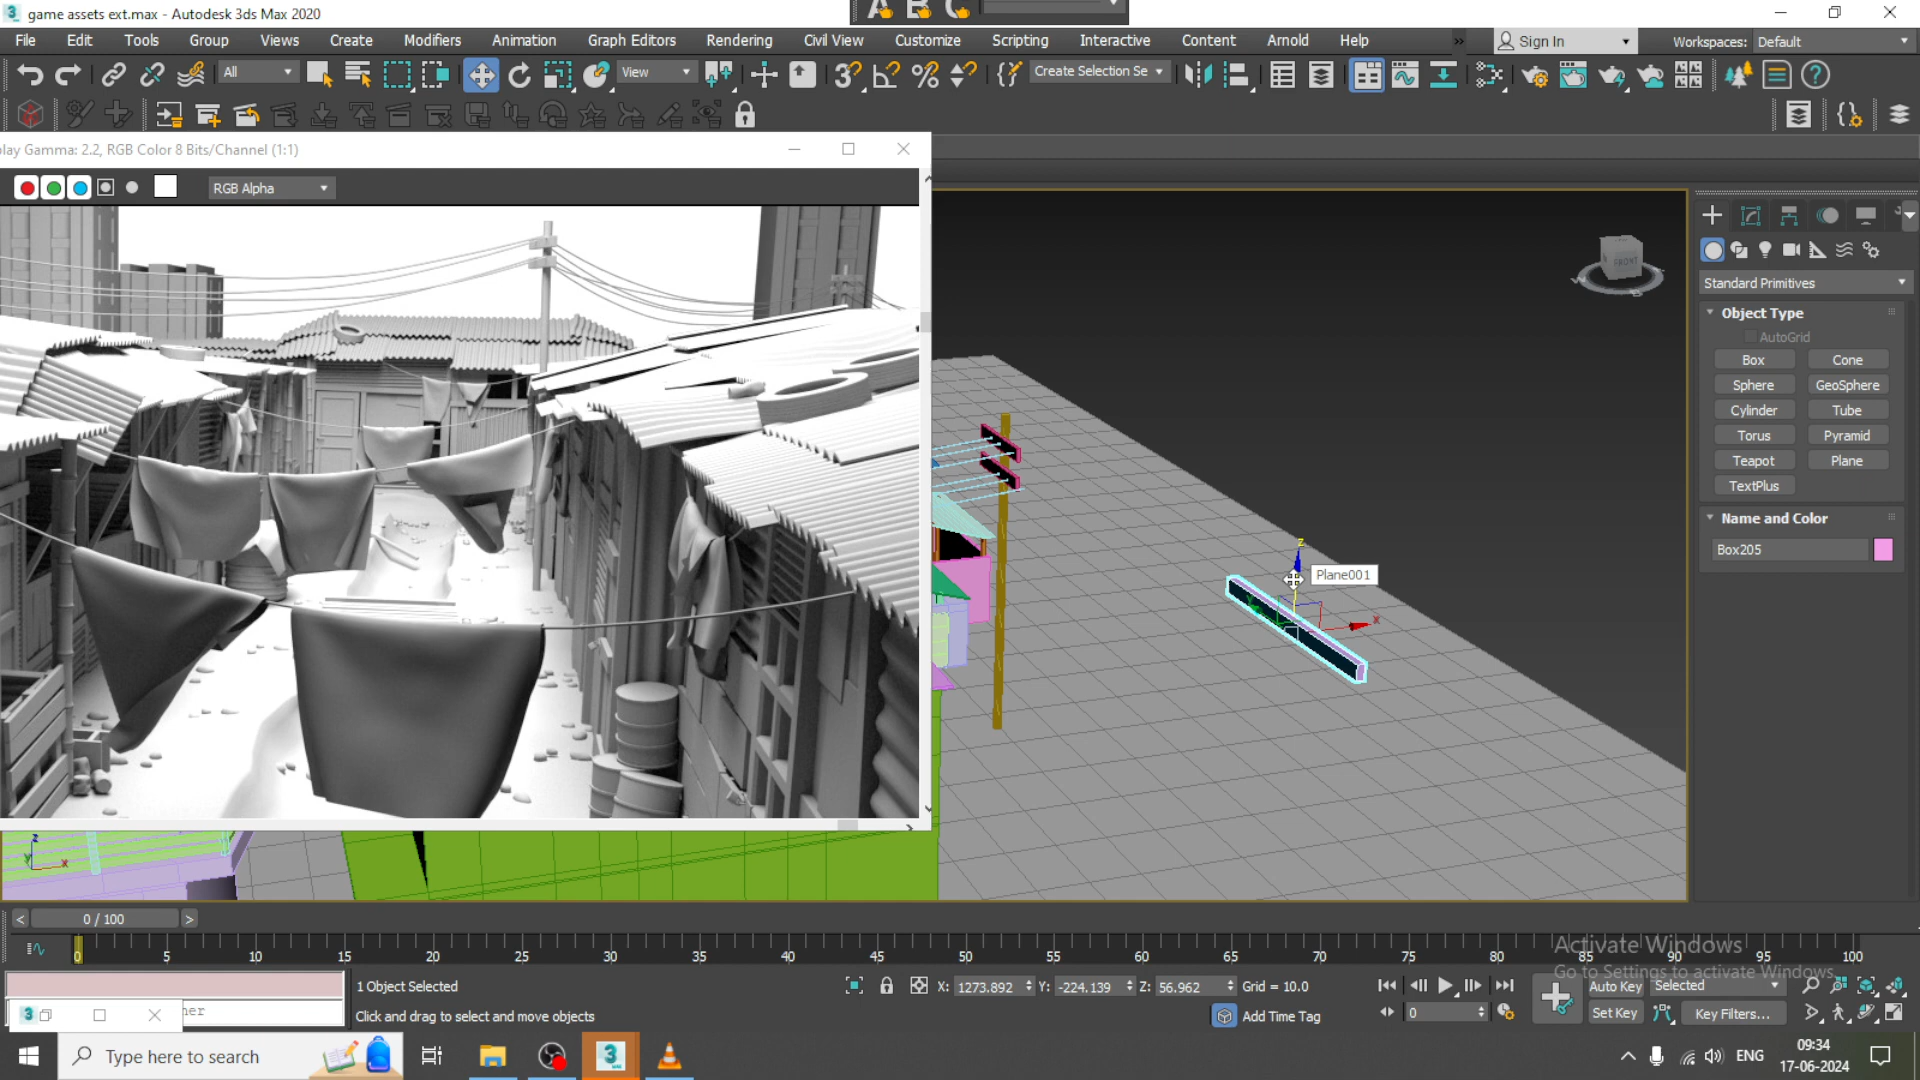 game assets ext.max - Autodesk 3ds Max 2020
A B C
File Edit Tools Group Views Create Modifiers Animation Graph Editors Rendering Civil View Customize Scripting Interactive Content Arnold Help » Sign In Workspaces: Default
All View Create Selection Se
lay Gamma: 2.2, RGB Color 8 Bits/Channel (1:1)
RGB Alpha
FRONT
Standard Primitives
Object Type
AutoGrid
Box Cone
Sphere GeoSphere
Cylinder Tube
Torus Pyramid
Teapot Plane
TextPlus
Name and Color
Box205
z
Plane001
x
z
y
x
< 0 / 100 >
0 5 10 15 20 25 30 35 40 45 50 55 60 65 70 75 80 85 90 95 100
Activate Windows
Go to Settings to activate Windows.
1 Object Selected X: 1273.892 Y: -224.139 Z: 56.962 Grid = 10.0 Auto Key Selected
3 ner Click and drag to select and move objects Add Time Tag 0 Set Key Key Filters...
Type here to search 3 ENG 09:34
17-06-2024